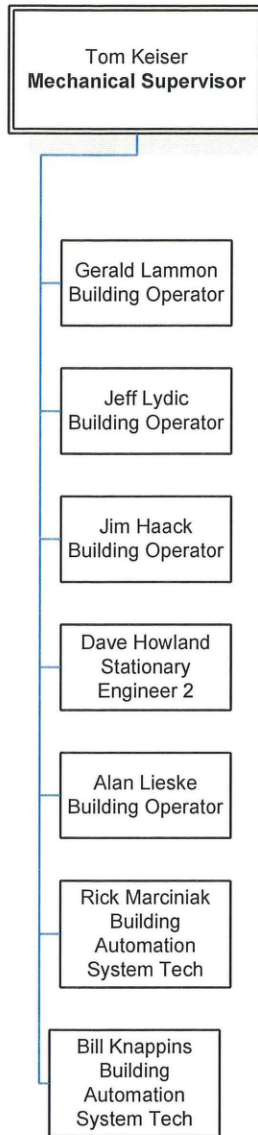 Tom Keiser
Mechanical Supervisor
Gerald Lammon
Building Operator
Jeff Lydic
Building Operator
Jim Haack
Building Operator
Dave Howland
Stationary
Engineer 2
Alan Lieske
Building Operator
Rick Marciniak
Building
Automation
System Tech
Bill Knappins
Building
Automation
System Tech